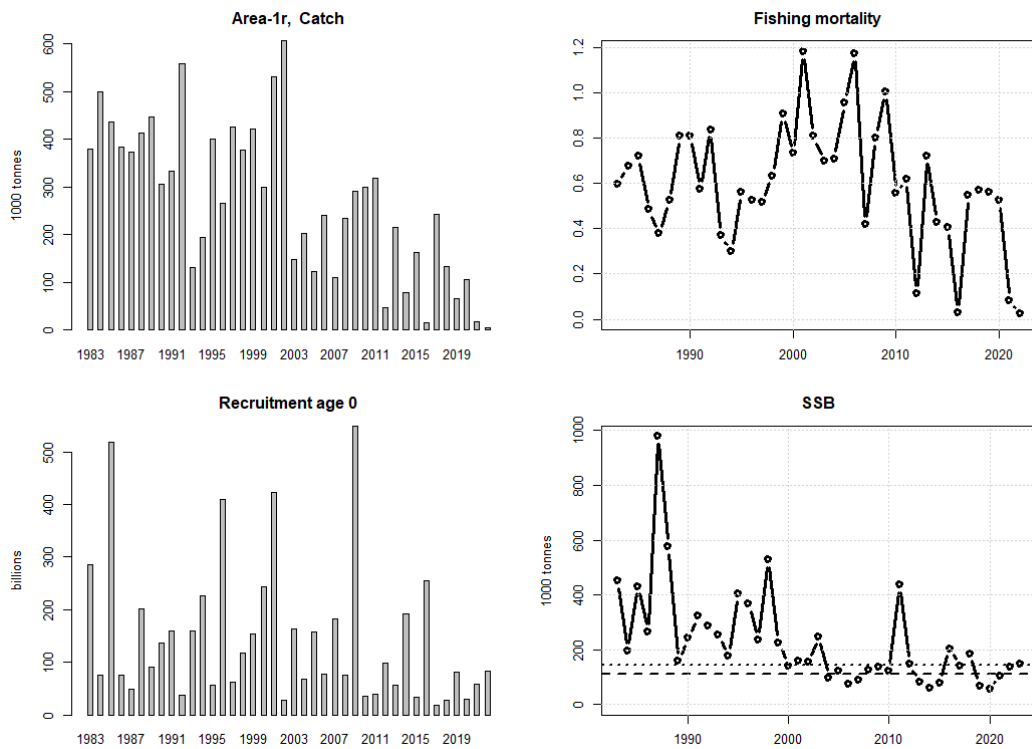 Area-1r, Catch
1000 tonnes
0 100 200 300 400 500 600
1983 1987 1991 1995 1999 2003 2007 2011 2015 2019
Fishing mortality
0.0 0.2 0.4 0.6 0.8 1.0 1.2
1990 2000 2010 2020
Recruitment age 0
billions
0 100 200 300 400 500
1983 1987 1991 1995 1999 2003 2007 2011 2015 2019
SSB
1000 tonnes
0 200 400 600 800 1000
1990 2000 2010 2020